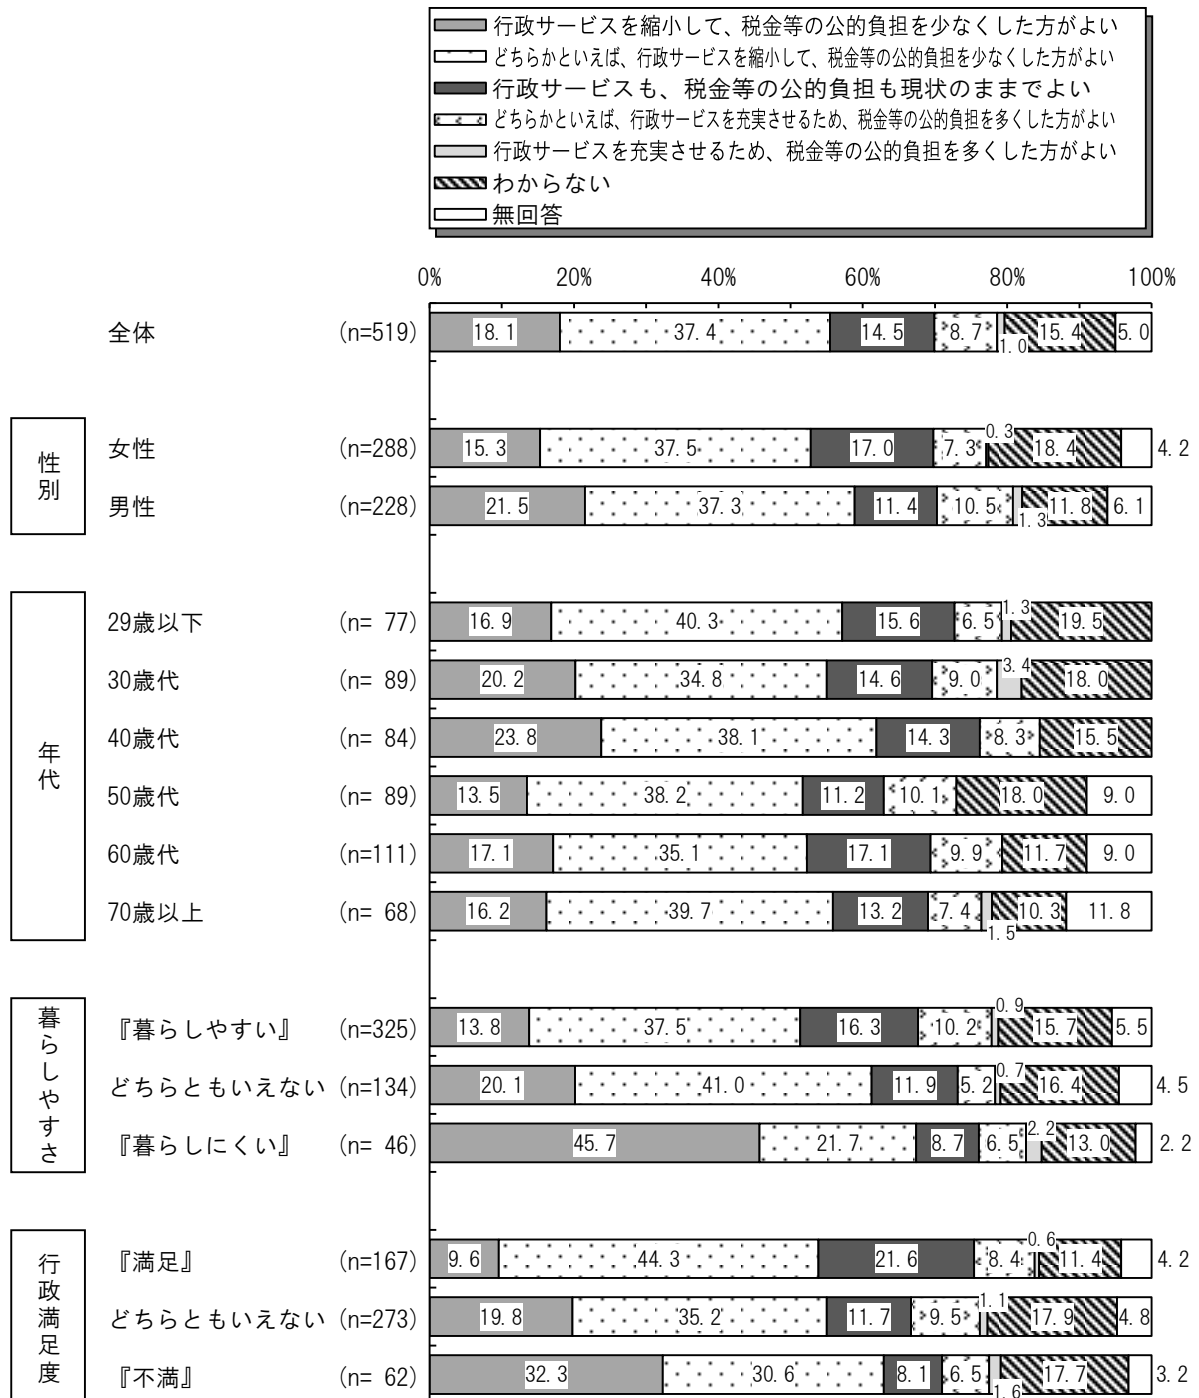 行政サービスを縮小して、税金等の公的負担を少なくした方がよい
どちらかといえば、行政サービスを縮小して、税金等の公的負担を少なくした方がよい
行政サービスも、税金等の公的負担も現状のままでよい
どちらかといえば、行政サービスを充実させるため、税金等の公的負担を多くした方がよい
行政サービスを充実させるため、税金等の公的負担を多くした方がよい
わからない
無回答
0% 20% 40% 60% 80% 100%
全体 (n=519) 18.1 37.4 14.5 8.7 1.0 15.4 5.0
性別
女性 (n=288) 15.3 37.5 17.0 7.3 0.3 18.4 4.2
男性 (n=228) 21.5 37.3 11.4 10.5 1.3 11.8 6.1
年代
29歳以下 (n= 77) 16.9 40.3 15.6 6.5 1.3 19.5
30歳代 (n= 89) 20.2 34.8 14.6 9.0 3.4 18.0
40歳代 (n= 84) 23.8 38.1 14.3 8.3 15.5
50歳代 (n= 89) 13.5 38.2 11.2 10.1 18.0 9.0
60歳代 (n=111) 17.1 35.1 17.1 9.9 11.7 9.0
70歳以上 (n= 68) 16.2 39.7 13.2 7.4 1.5 10.3 11.8
暮らしやすさ
『暮らしやすい』 (n=325) 13.8 37.5 16.3 10.2 0.9 15.7 5.5
どちらともいえない (n=134) 20.1 41.0 11.9 5.2 0.7 16.4 4.5
『暮らしにくい』 (n= 46) 45.7 21.7 8.7 6.5 2.2 13.0 2.2
行政満足度
『満足』 (n=167) 9.6 44.3 21.6 8.4 0.6 11.4 4.2
どちらともいえない (n=273) 19.8 35.2 11.7 9.5 1.1 17.9 4.8
『不満』 (n= 62) 32.3 30.6 8.1 6.5 1.6 17.7 3.2